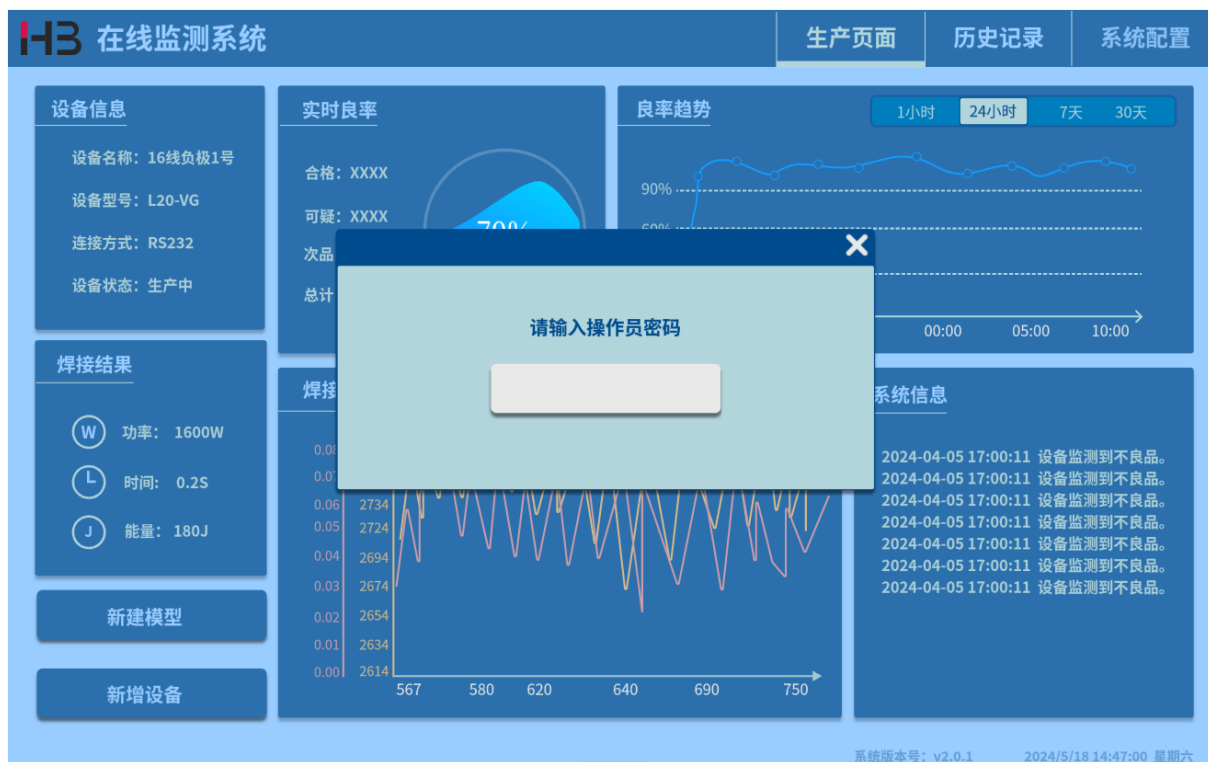 HB 在线监测系统
生产页面
历史记录
系统配置
设备信息
设备名称：16线负极1号
设备型号：L20-VG
连接方式：RS232
设备状态：生产中
实时良率
合格：XXXX
可疑：XXXX
次品
总计
良率趋势
1小时 24小时 7天 30天
90%
00:00 05:00 10:00
请输入操作员密码
焊接结果
W 功率： 1600W
时间： 0.2S
J 能量：180J
新建模型
新增设备
焊接
0.06 2734
0.05 2724
0.04 2694
0.03 2674
0.02 2654
0.01 2634
0.00 2614
567 580 620 640 690 750
系统信息
2024-04-05 17:00:11 设备监测到不良品。
2024-04-05 17:00:11 设备监测到不良品。
2024-04-05 17:00:11 设备监测到不良品。
2024-04-05 17:00:11 设备监测到不良品。
2024-04-05 17:00:11 设备监测到不良品。
2024-04-05 17:00:11 设备监测到不良品。
2024-04-05 17:00:11 设备监测到不良品。
系统版本号：v2.0.1 2024/5/18 14:47:00 星期六